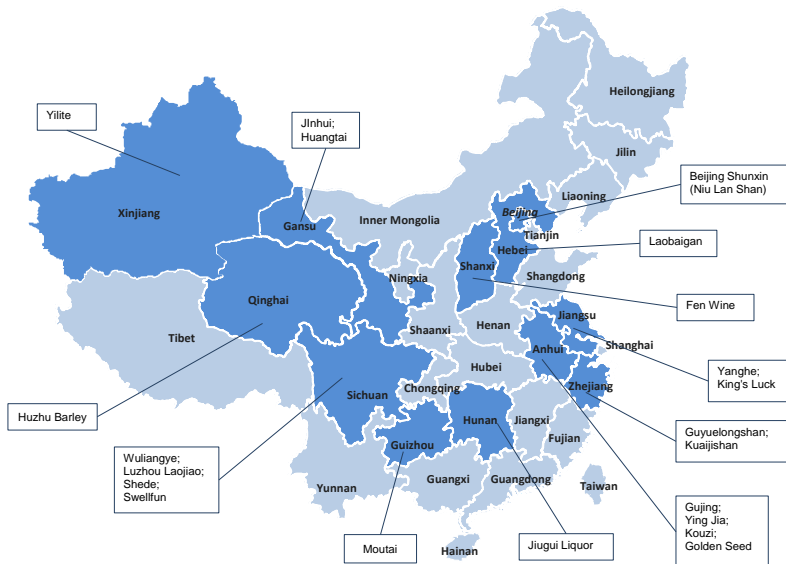 Heilongjiang
Yilite
JInhui;
Huangtai
Jilin
Beijing Shunxin
(Niu Lan Shan)
Liaoning
Beijing
Xinjiang
Inner Mongolia
Gansu
Tianjin
Laobaigan
Hebei
Shanxi
Ningxia
Shangdong
Qinghai
Fen Wine
Jiangsu
Henan
Shaanxi
Tibet
Shanghai
Anhui
Hubei
Yanghe;
King's Luck
Chongqing
Zhejiang
Sichuan
Huzhu Barley
Hunan
Jiangxi
Guyuelongshan;
Kuaijishan
Guizhou
Fujian
Wuliangye;
Luzhou Laojiao;
Shede;
Swellfun
Yunnan
Guangxi
Guangdong
Taiwan
Gujing;
Ying Jia;
Kouzi;
Golden Seed
Moutai
Jiugui Liquor
Hainan